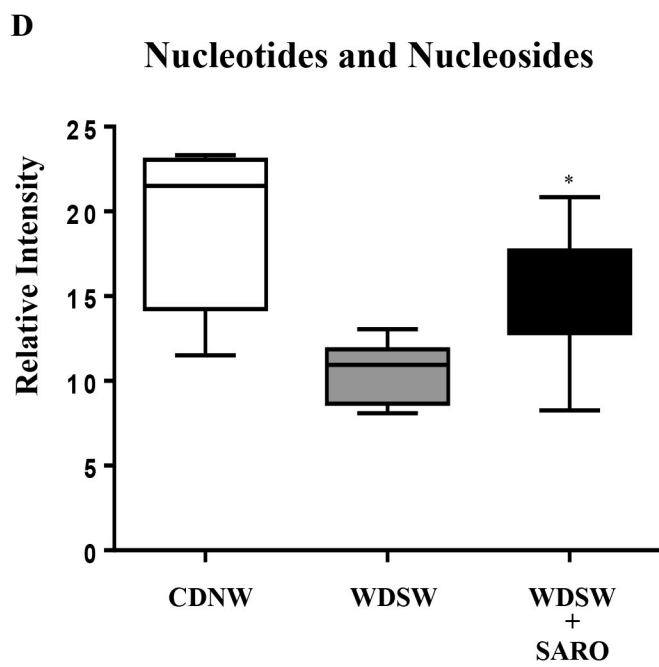 D
Nucleotides and Nucleosides
Relative Intensity
25
20
15
10
5
0
*
CDNW
WDSW
WDSW
+
SARO